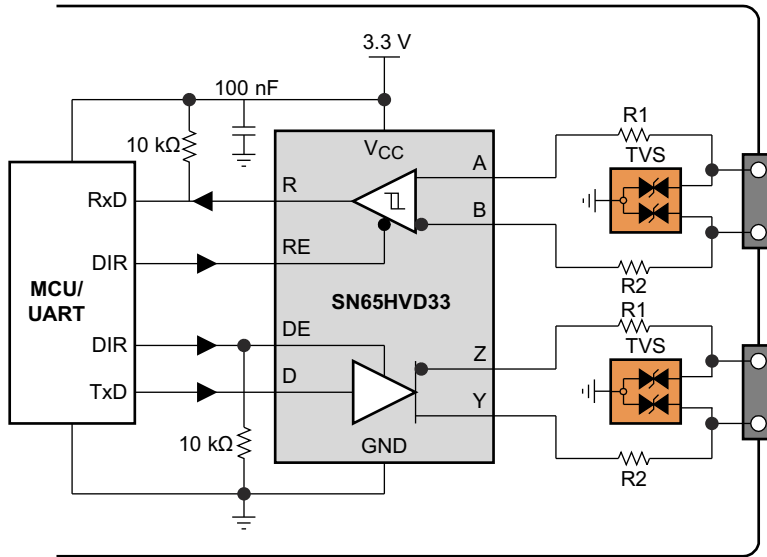 3.3 V
100 nF
10 kΩ
V_CC
R1
TVS
A
R
RxD
B
RE
DIR
MCU/
UART
SN65HVD33
R2
R1
DE
DIR
Z
TVS
D
TxD
Y
10 kΩ
GND
R2